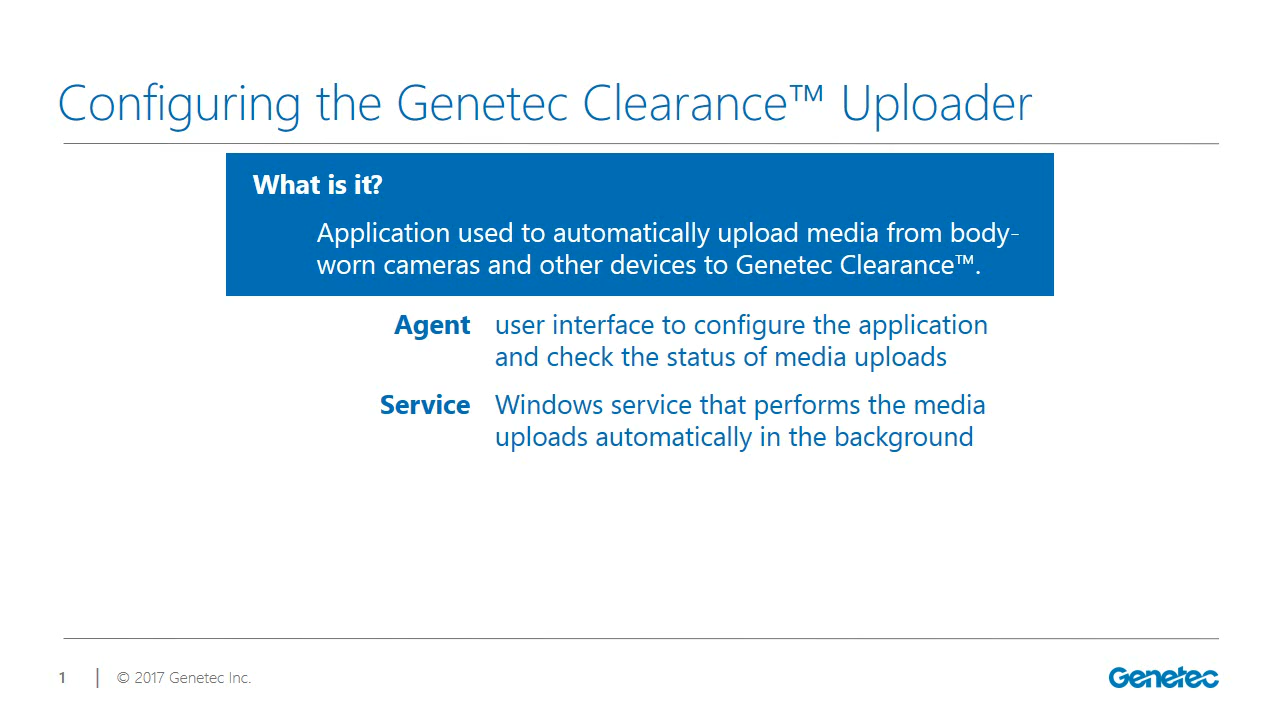 Configuring the Genetec Clearance™ Uploader
What is it?
Application used to automatically upload media from body-
worn cameras and other devices to Genetec Clearance™.
Agent user interface to configure the application
and check the status of media uploads
Service Windows service that performs the media
uploads automatically in the background
1 | © 2017 Genetec Inc.
Genetec